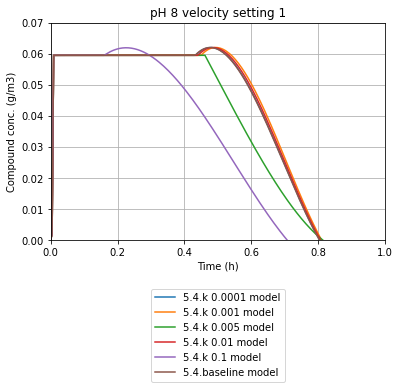 pH 8 velocity setting 1
0.07
0.06
0.05
0.04
0.03
0.02
0.01
0.00
Compound conc. (g/m3)
0.0 0.2 0.4 0.6 0.8 1.0
Time (h)
5.4.k 0.0001 model
5.4.k 0.001 model
5.4.k 0.005 model
5.4.k 0.01 model
5.4.k 0.1 model
5.4.baseline model